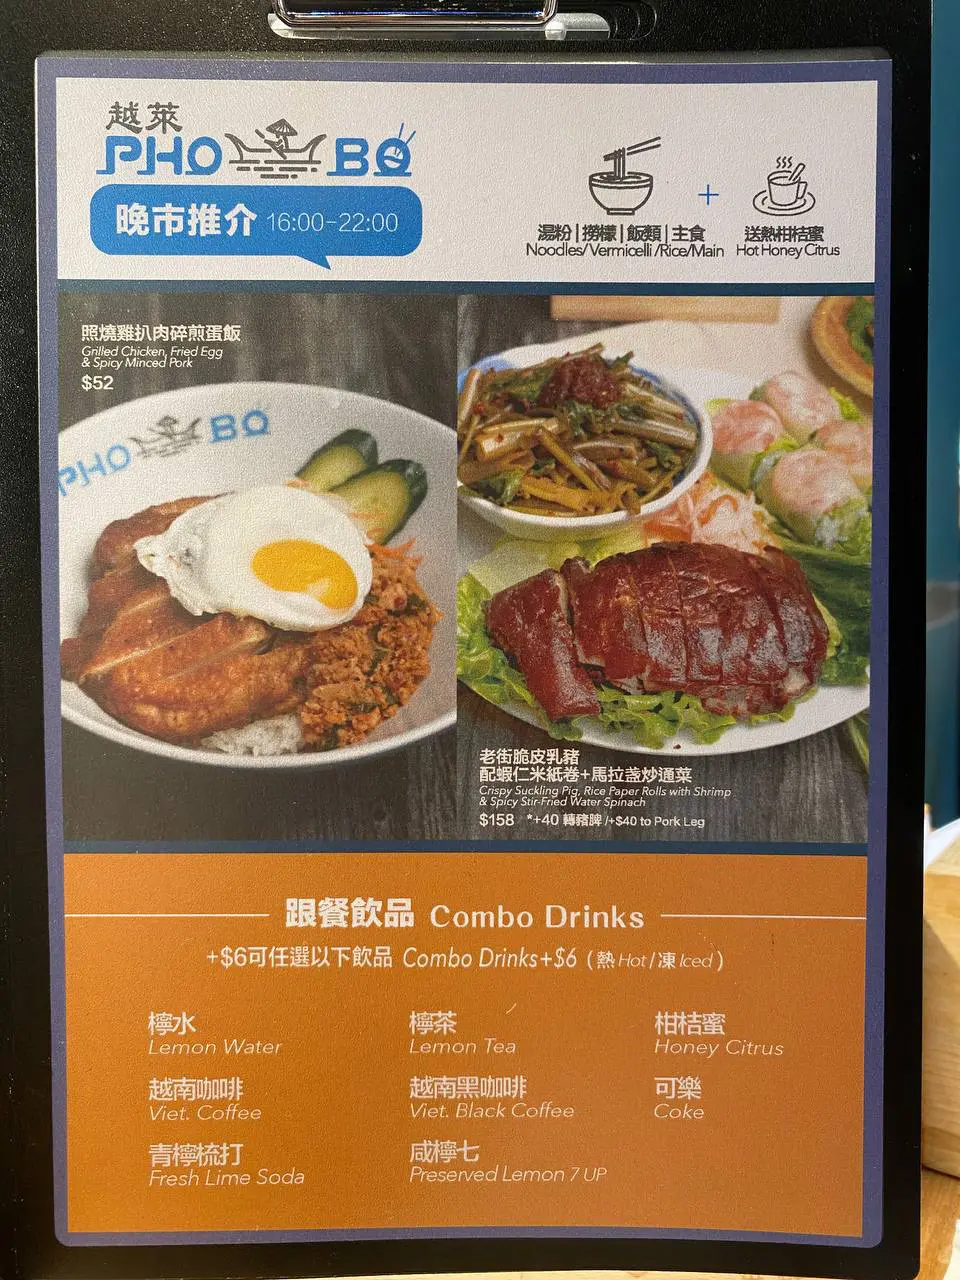 越萊
PHO BO
晚市推介 16:00-22:00
湯粉 | 撈檬 | 飯類 | 主食
Noodles/Vermicelli/Rice/Main
+
送熱柑桔蜜
Hot Honey Citrus
照燒雞扒肉碎煎蛋飯
Grilled Chicken, Fried Egg
& Spicy Minced Pork
$52
PHO BO
老街脆皮乳豬
配蝦仁米紙卷+馬拉盞炒通菜
Crispy Suckling Pig, Rice Paper Rolls with Shrimp
& Spicy Stir-Fried Water Spinach
$158 *+40 轉豬髀 /+$40 to Pork Leg
跟餐飲品 Combo Drinks
+$6可任選以下飲品 Combo Drinks+$6 (熱 Hot/凍 Iced)
檸水
Lemon Water
檸茶
Lemon Tea
柑桔蜜
Honey Citrus
越南咖啡
Viet. Coffee
越南黑咖啡
Viet. Black Coffee
可樂
Coke
青檸梳打
Fresh Lime Soda
咸檸七
Preserved Lemon 7 UP